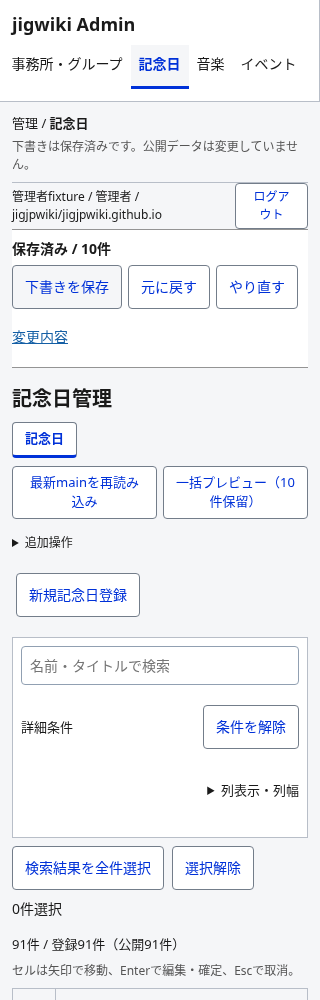 jigwiki Admin
事務所・グループ 記念日 音楽 イベント
管理 / 記念日
下書きは保存済みです。公開データは変更していませ
ん。
管理者fixture / 管理者 /
jigjpwiki/jigjpwiki.github.io
ログア
ウト
保存済み / 10件
下書きを保存 元に戻す やり直す
変更内容
記念日管理
記念日
最新mainを再読み
込み
一括プレビュー（10
件保留）
▶ 追加操作
新規記念日登録
名前・タイトルで検索
詳細条件 条件を解除
▶ 列表示・列幅
検索結果を全件選択 選択解除
0件選択
91件 / 登録91件（公開91件）
セルは矢印で移動、Enterで編集・確定、Escで取消。